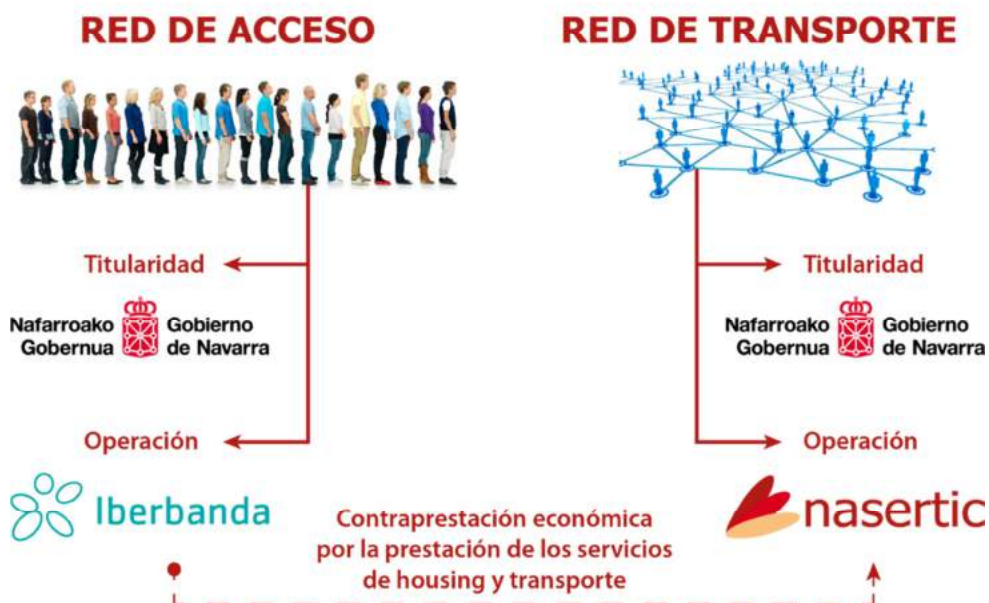 RED DE ACCESO
RED DE TRANSPORTE
Titularidad
Titularidad
Nafarroako Gobernua
Gobierno de Navarra
Nafarroako Gobernua
Gobierno de Navarra
Operación
Operación
Iberbanda
nasertic
Contraprestación económica
por la prestación de los servicios
de housing y transporte